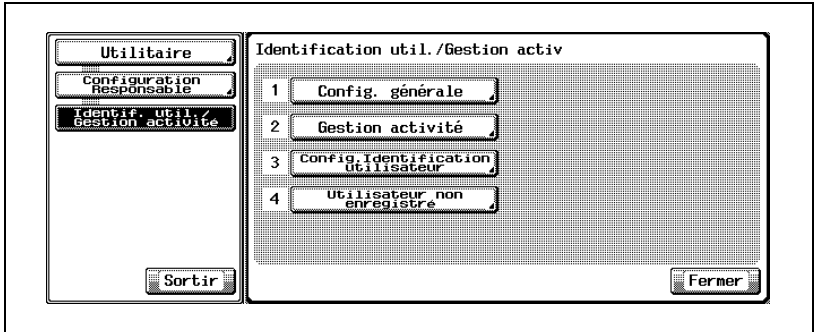 Utilitaire
Configuration
Responsable
Identif. util./
Gestion activité
Sortir
Identification util./Gestion activ
1 Config. générale
2 Gestion activité
3 Config.Identification
utilisateur
4 Utilisateur non
enregistré
Fermer